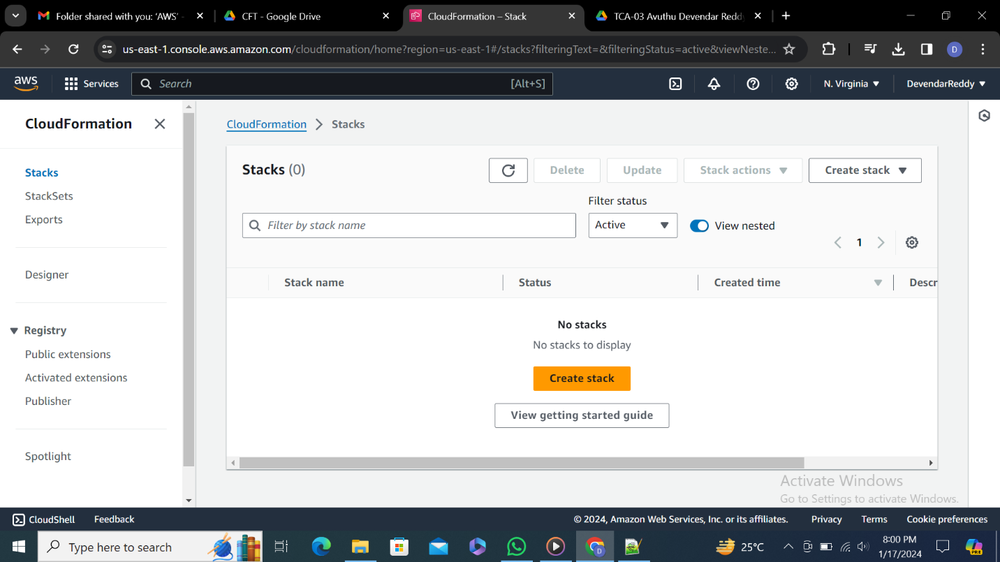 Folder shared with you: 'AWS' -
CFT - Google Drive
CloudFormation – Stack
TCA-03 Avuthu Devendar Reddy
us-east-1.console.aws.amazon.com/cloudformation/home?region=us-east-1#/stacks?filteringText=&filteringStatus=active&viewNeste...
D
aws
Services
Search
[Alt+S]
N. Virginia
DevendarReddy
CloudFormation
CloudFormation
Stacks
Stacks
StackSets
Exports
Designer
Registry
Public extensions
Activated extensions
Publisher
Spotlight
Stacks (0)
Delete
Update
Stack actions
Create stack
Filter status
Filter by stack name
Active
View nested
1
Stack name
Status
Created time
Descr
No stacks
No stacks to display
Create stack
View getting started guide
Activate Windows
Go to Settings to activate Windows.
CloudShell
Feedback
© 2024, Amazon Web Services, Inc. or its affiliates.
Privacy
Terms
Cookie preferences
Type here to search
D
25°C
8:00 PM
1/17/2024
PRE